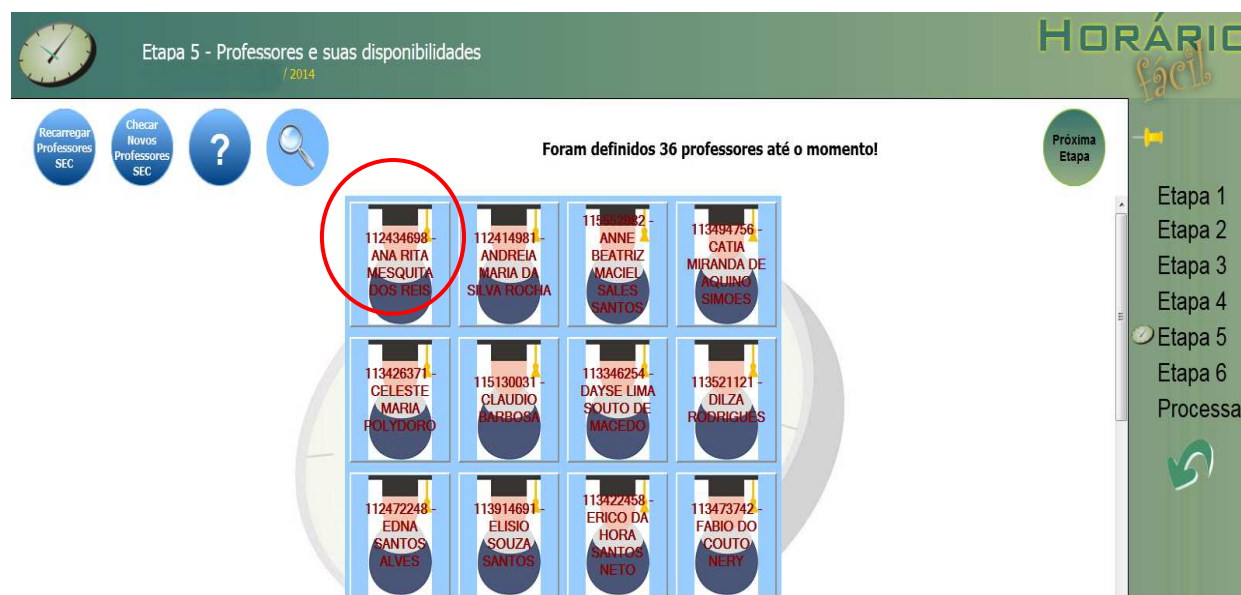 Etapa 5 - Professores e suas disponibilidades
/ 2014
HORÁRIO
fácil
Recarregar
Professores
SEC
Checar
Novos
Professores
SEC
?
Foram definidos 36 professores até o momento!
Próxima
Etapa
112434698 -
ANA RITA
MESQUITA
DOS REIS
112414981 -
ANDREIA
MARIA DA
SILVA ROCHA
115552982 -
ANNE
BEATRIZ
MACIEL
SALES
SANTOS
113494756 -
CATIA
MIRANDA DE
AQUINO
SIMOES
113426371 -
CELESTE
MARIA
POLYDORO
115130031 -
CLAUDIO
BARBOSA
113346254 -
DAYSE LIMA
SOUTO DE
MACEDO
113521121 -
DILZA
RODRIGUES
112472248 -
EDNA
SANTOS
ALVES
113914691 -
ELISIO
SOUZA
SANTOS
113422458 -
ERICO DA
HORA
SANTOS
NETO
113473742 -
FABIO DO
COUTO
NERY
Etapa 1
Etapa 2
Etapa 3
Etapa 4
Etapa 5
Etapa 6
Processa